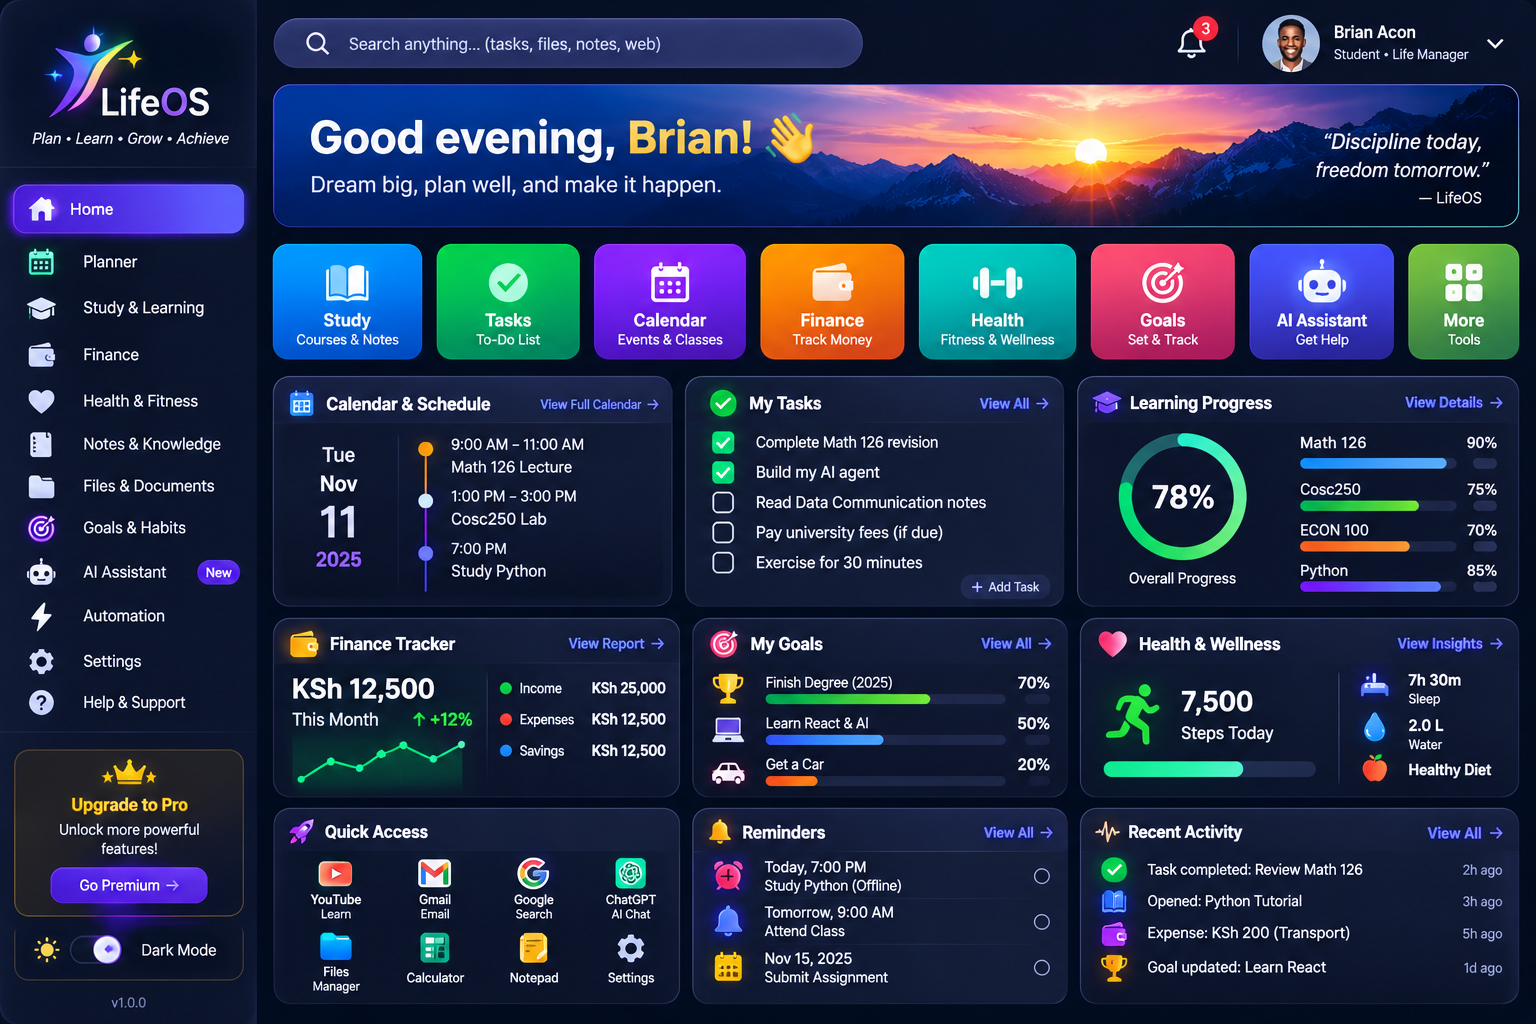 LifeOS
Plan • Learn • Grow • Achieve
Home
Planner
Study & Learning
Finance
Health & Fitness
Notes & Knowledge
Files & Documents
Goals & Habits
AI Assistant
New
Automation
Settings
Help & Support
Upgrade to Pro
Unlock more powerful
features!
Go Premium →
Dark Mode
v1.0.0
Search anything... (tasks, files, notes, web)
3
Brian Acon
Student • Life Manager
Good evening, Brian! 👋
Dream big, plan well, and make it happen.
“Discipline today,
freedom tomorrow.”
— LifeOS
Study
Courses & Notes
Tasks
To-Do List
Calendar
Events & Classes
Finance
Track Money
Health
Fitness & Wellness
Goals
Set & Track
AI Assistant
Get Help
More
Tools
Calendar & Schedule
View Full Calendar →
Tue
Nov
11
2025
9:00 AM – 11:00 AM
Math 126 Lecture
1:00 PM – 3:00 PM
Cosc250 Lab
7:00 PM
Study Python
My Tasks
View All →
Complete Math 126 revision
Build my AI agent
Read Data Communication notes
Pay university fees (if due)
Exercise for 30 minutes
+ Add Task
Learning Progress
View Details →
78%
Overall Progress
Math 126 90%
Cosc250 75%
ECON 100 70%
Python 85%
Finance Tracker
View Report →
KSh 12,500
This Month ↑ +12%
Income KSh 25,000
Expenses KSh 12,500
Savings KSh 12,500
My Goals
View All →
Finish Degree (2025) 70%
Learn React & AI 50%
Get a Car 20%
Health & Wellness
View Insights →
7,500
Steps Today
7h 30m
Sleep
2.0 L
Water
Healthy Diet
Quick Access
YouTube
Learn
Gmail
Email
Google
Search
ChatGPT
AI Chat
Files
Manager
Calculator
Notepad
Settings
Reminders
View All →
Today, 7:00 PM
Study Python (Offline)
Tomorrow, 9:00 AM
Attend Class
Nov 15, 2025
Submit Assignment
Recent Activity
View All →
Task completed: Review Math 126 2h ago
Opened: Python Tutorial 3h ago
Expense: KSh 200 (Transport) 5h ago
Goal updated: Learn React 1d ago